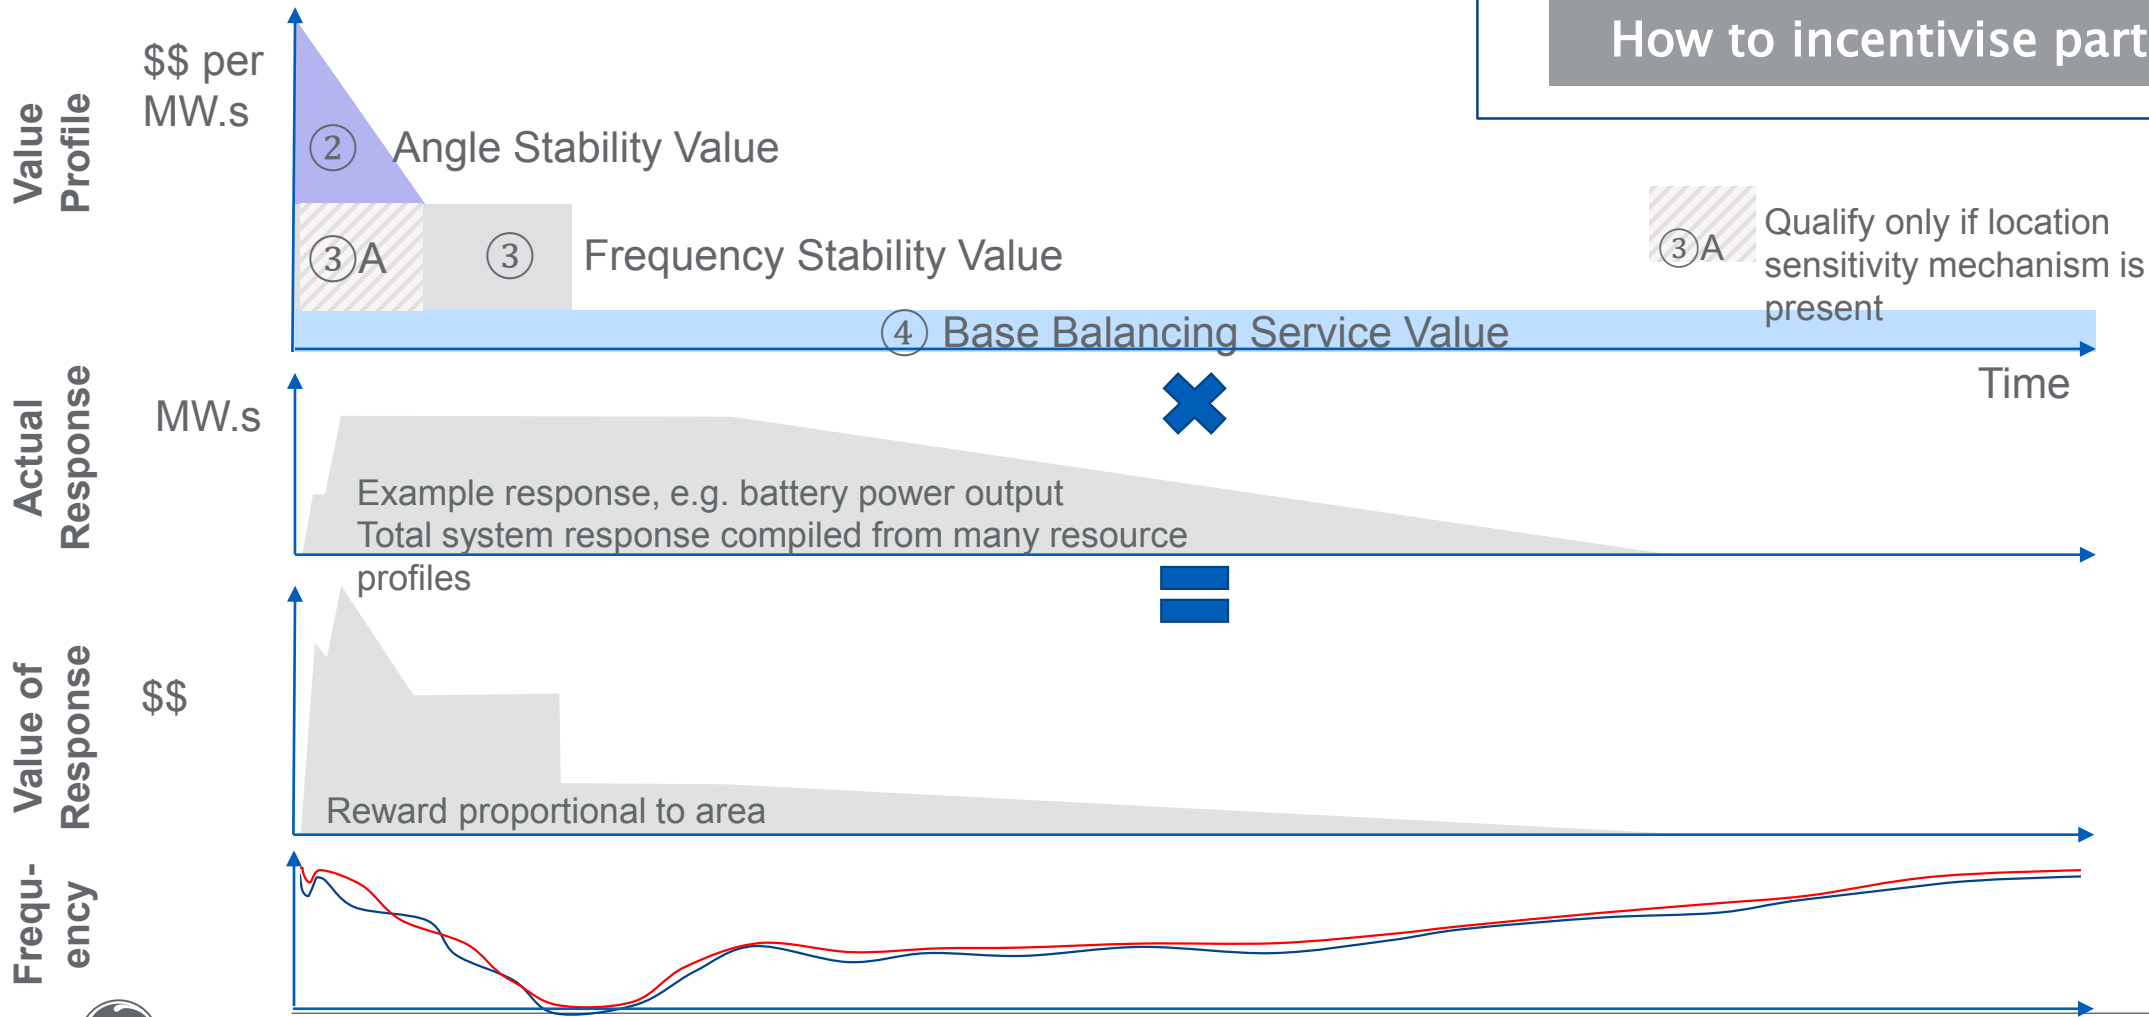 How to incentivise part
$$ per
MW.s
Value
Profile
② Angle Stability Value
③A
③ Frequency Stability Value
③A
Qualify only if location
sensitivity mechanism is
present
④ Base Balancing Service Value
Time
Actual
Response
MW.s
Example response, e.g. battery power output
Total system response compiled from many resource
profiles
Value of
Response
$$
Reward proportional to area
Frequ-
ency